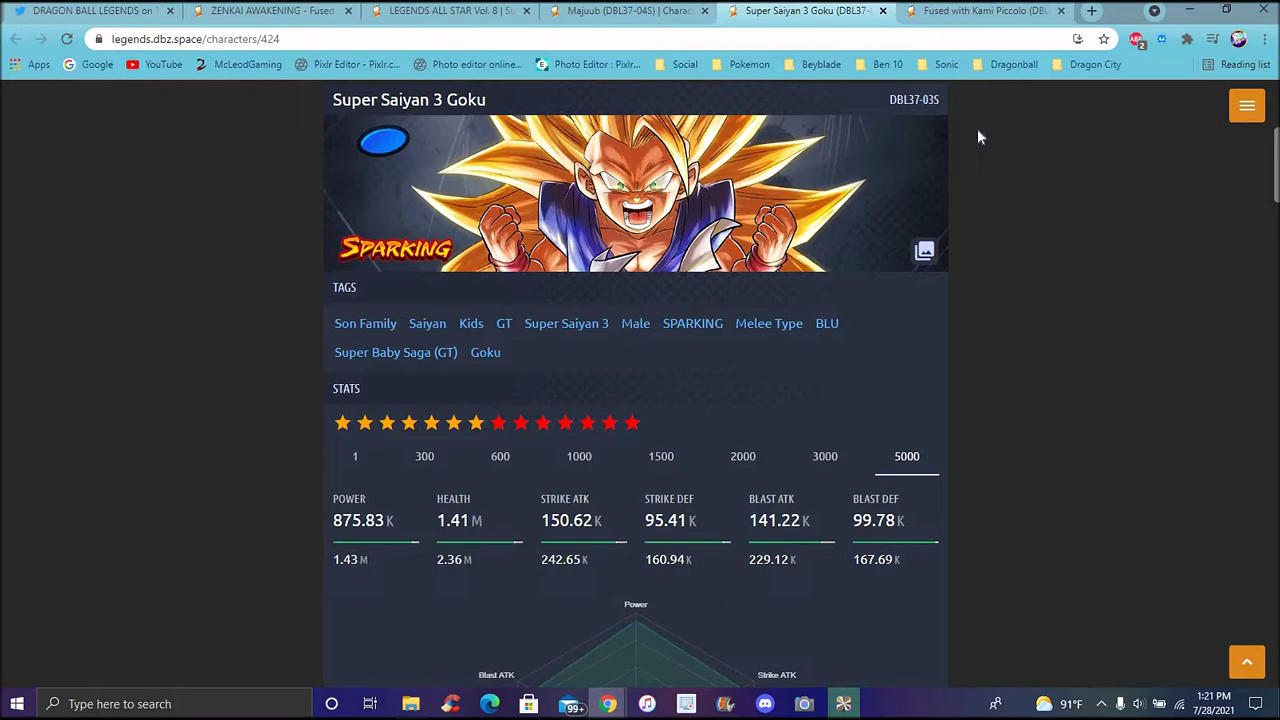 DRAGON BALL LEGENDS on T
ZENKAI AWAKENING - Fused
LEGENDS ALL STAR Vol. 8 | Su
Majuub (DBL37-04S) | Charac
Super Saiyan 3 Goku (DBL37-
Fused with Kami Piccolo (DBL
legends.dbz.space/characters/424
2
Apps
Google
YouTube
McLeodGaming
Pixlr Editor - Pixlr.c...
Photo editor online...
Photo Editor : Pixlr...
Social
Pokemon
Beyblade
Ben 10
Sonic
Dragonball
Dragon City
Reading list
Super Saiyan 3 Goku
DBL37-03S
SPARKING
TAGS
Son Family Saiyan Kids GT Super Saiyan 3 Male SPARKING Melee Type BLU
Super Baby Saga (GT) Goku
STATS
1 300 600 1000 1500 2000 3000 5000
POWER HEALTH STRIKE ATK STRIKE DEF BLAST ATK BLAST DEF
875.83 K 1.41 M 150.62 K 95.41 K 141.22 K 99.78 K
1.43 M 2.36 M 242.65 K 160.94 K 229.12 K 167.69 K
Power
Blast ATK
Strike ATK
Type here to search
99+
91°F
1:21 PM
7/28/2021